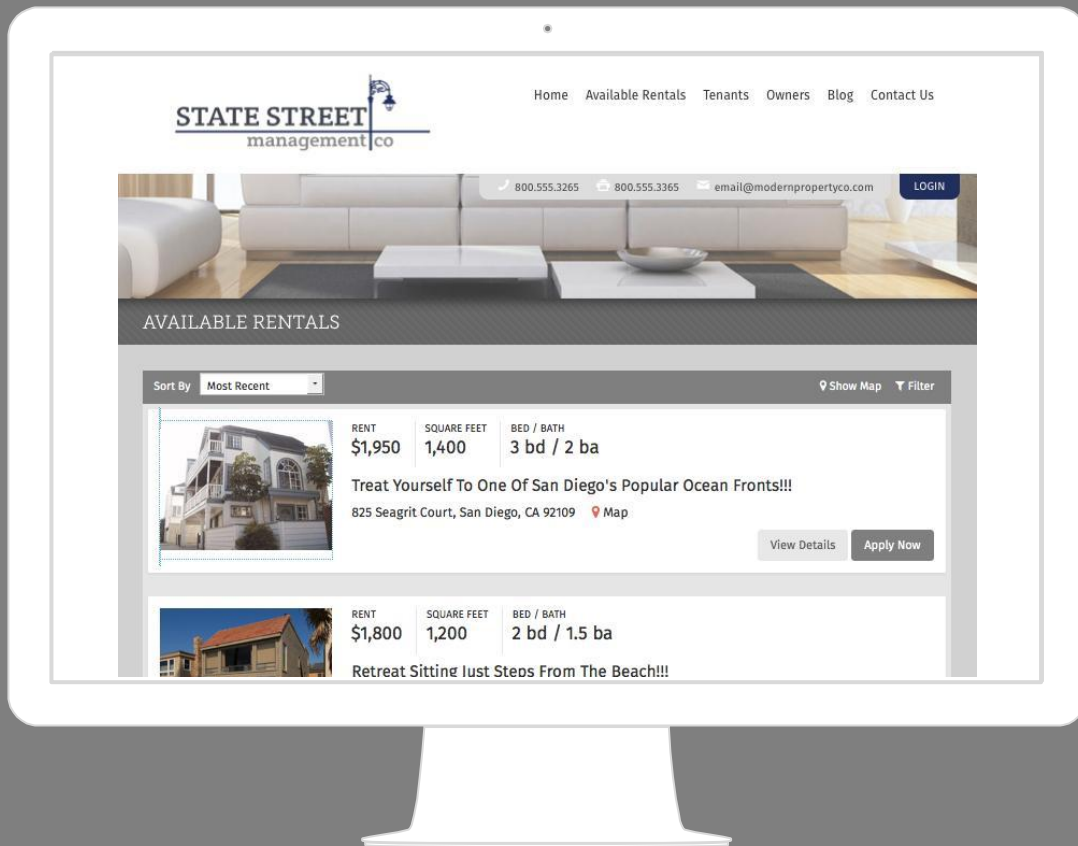 STATE STREET
management co
Home Available Rentals Tenants Owners Blog Contact Us
800.555.3265 800.555.3365 email@modernpropertyco.com LOGIN
AVAILABLE RENTALS
Sort By Most Recent Show Map Filter
RENT SQUARE FEET BED / BATH
$1,950 1,400 3 bd / 2 ba
Treat Yourself To One Of San Diego's Popular Ocean Fronts!!!
825 Seagrit Court, San Diego, CA 92109 Map
View Details Apply Now
RENT SQUARE FEET BED / BATH
$1,800 1,200 2 bd / 1.5 ba
Retreat Sitting Just Steps From The Beach!!!